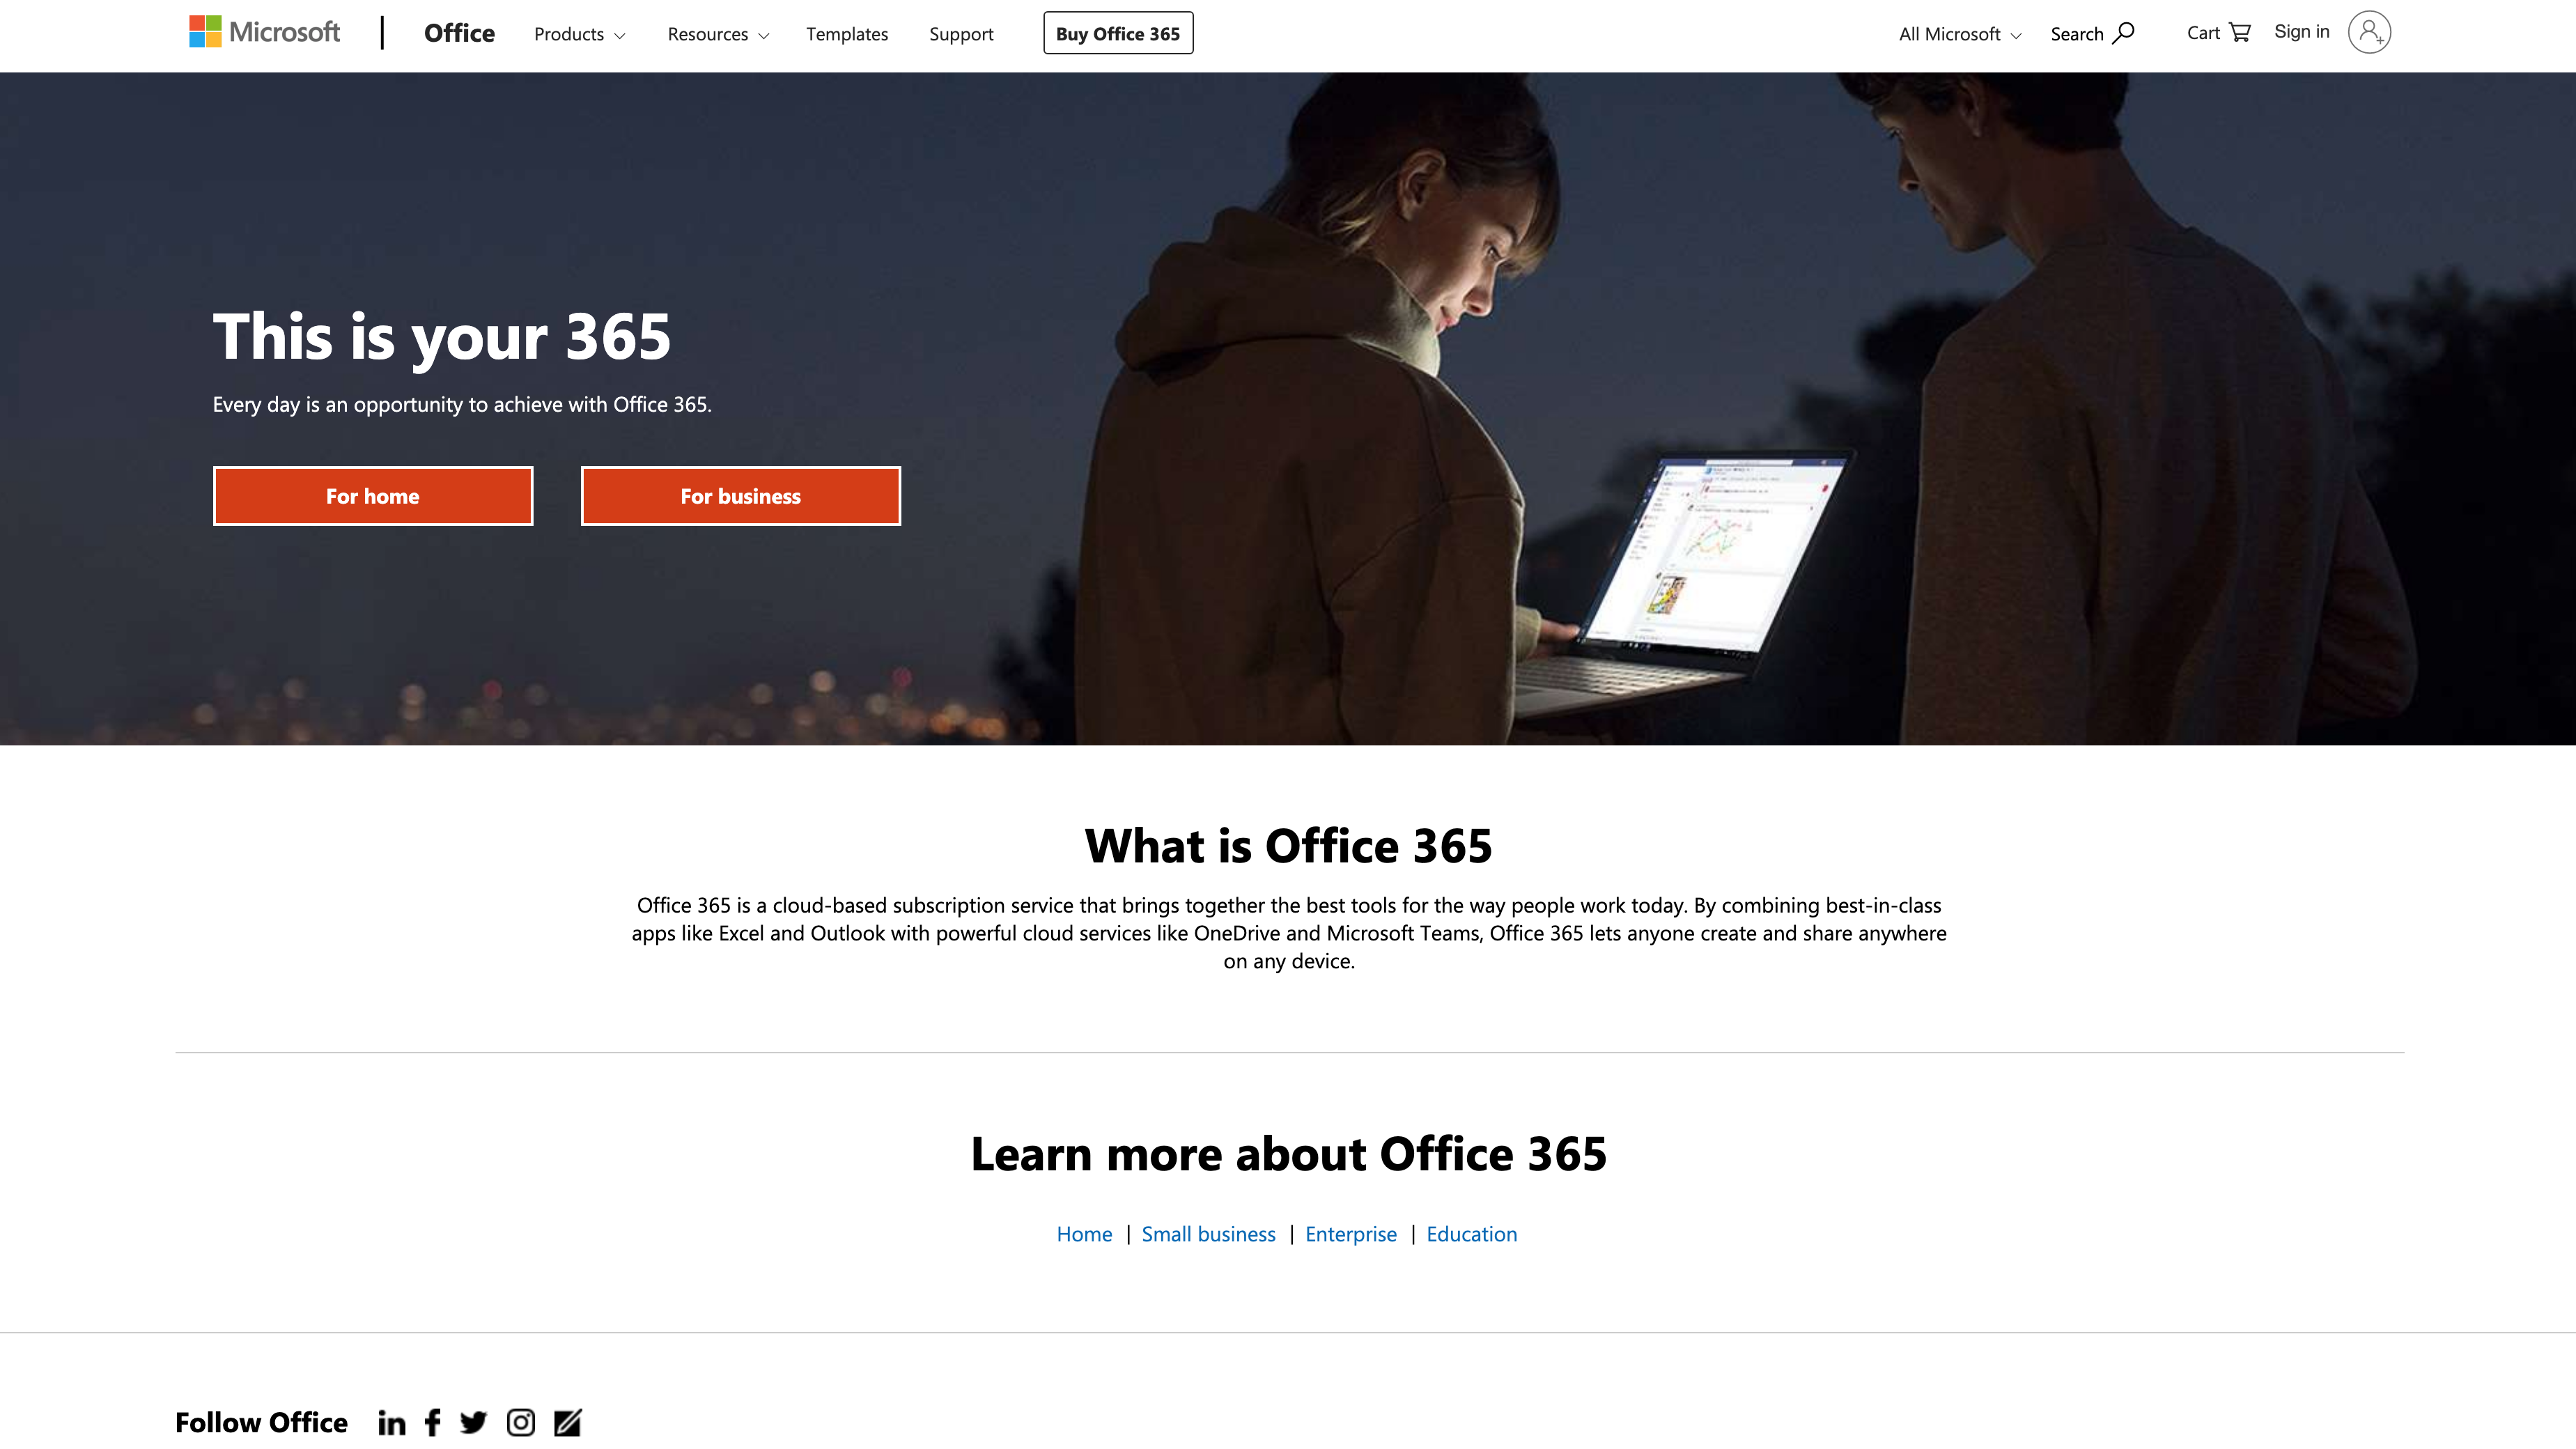 Microsoft
Office
Products
Resources
Templates
Support
Buy Office 365
All Microsoft
Search
Cart
Sign in
This is your 365
Every day is an opportunity to achieve with Office 365.
For home
For business
What is Office 365
Office 365 is a cloud-based subscription service that brings together the best tools for the way people work today. By combining best-in-class
apps like Excel and Outlook with powerful cloud services like OneDrive and Microsoft Teams, Office 365 lets anyone create and share anywhere
on any device.
Learn more about Office 365
Home | Small business | Enterprise | Education
Follow Office